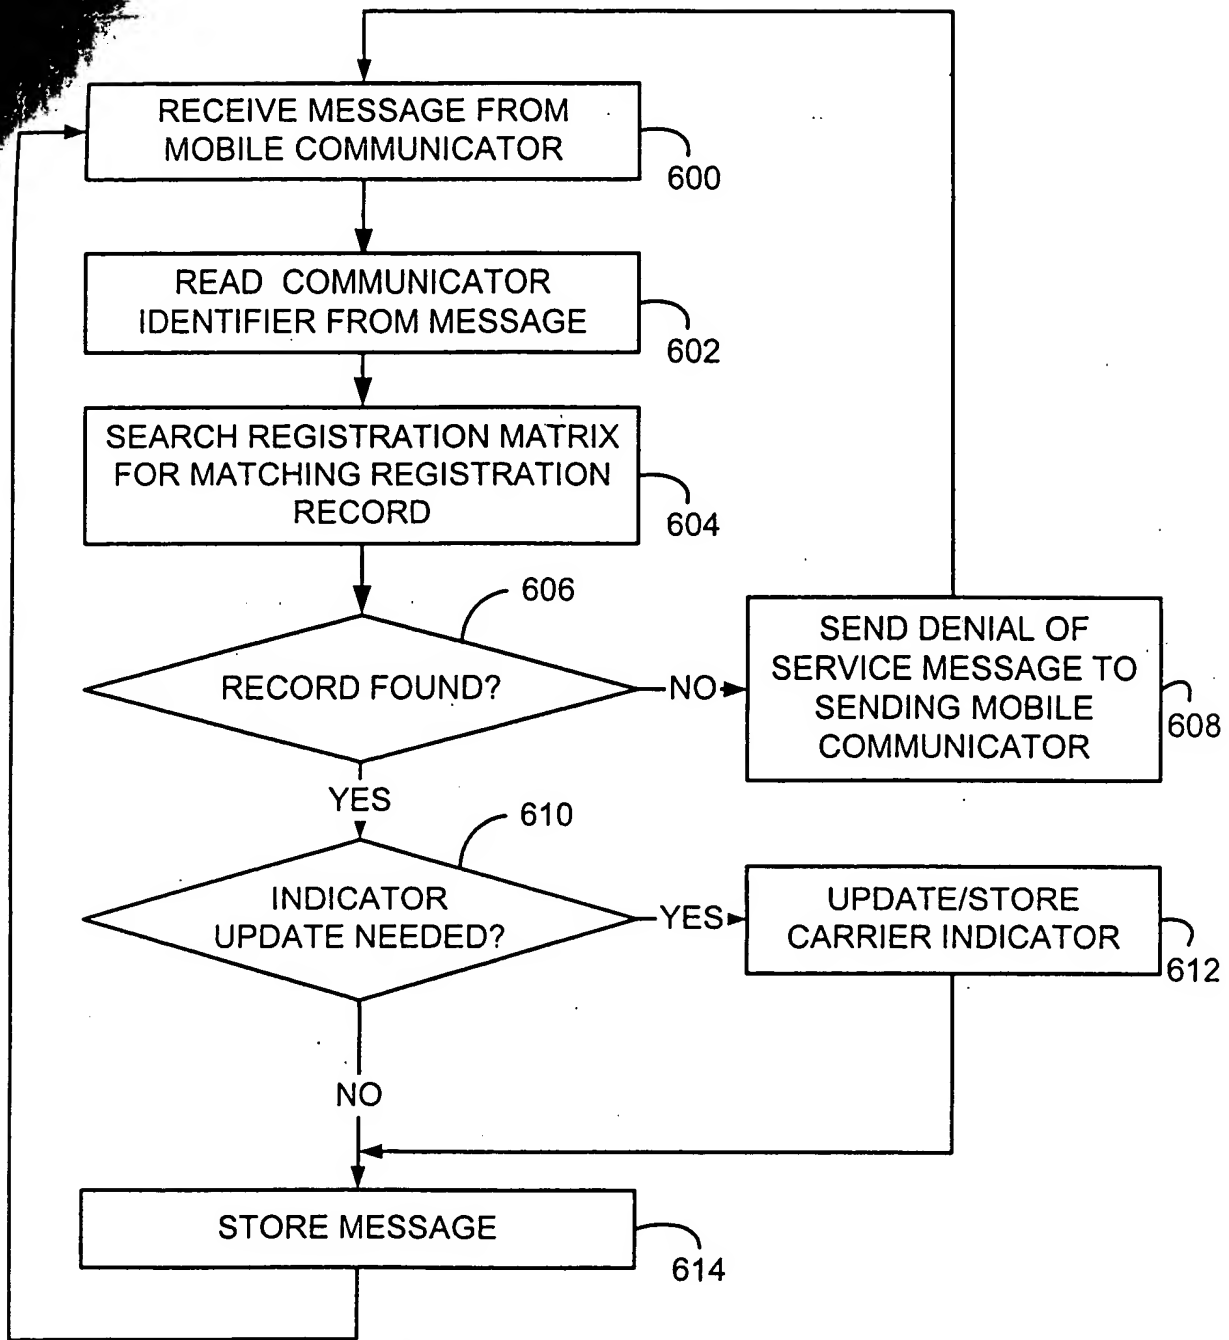 RECEIVE MESSAGE FROM
MOBILE COMMUNICATOR
600
READ COMMUNICATOR
IDENTIFIER FROM MESSAGE
602
SEARCH REGISTRATION MATRIX
FOR MATCHING REGISTRATION
RECORD
604
606
RECORD FOUND?
NO
SEND DENIAL OF
SERVICE MESSAGE TO
SENDING MOBILE
COMMUNICATOR
608
YES
610
INDICATOR
UPDATE NEEDED?
YES
UPDATE/STORE
CARRIER INDICATOR
612
NO
STORE MESSAGE
614